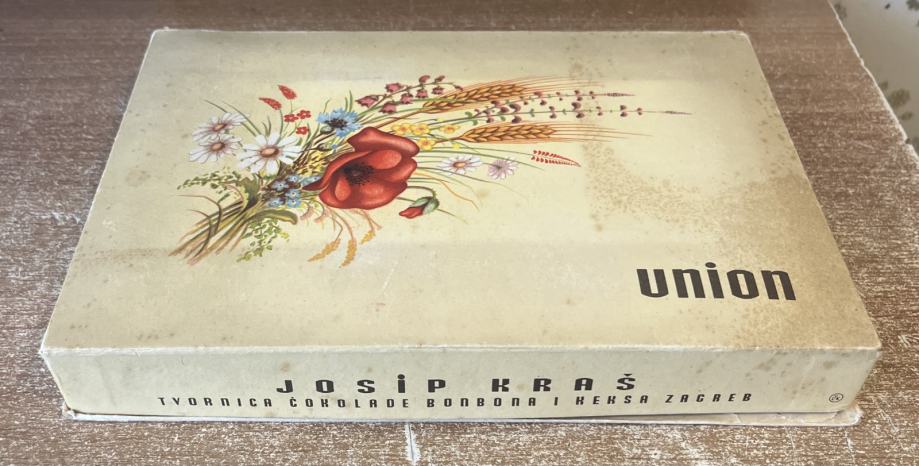 union
JOSiP KRAŠ
TVORNICA ČOKOLADE BONBONA I KEKSA ZAGREB